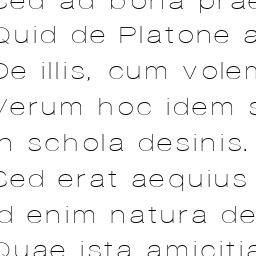 Sed ad bona prae
Quid de Platone a
De illis, cum volen
Verum hoc idem s
in schola desinis.
Sed erat aequius
id enim natura de
Quae ista amicitia